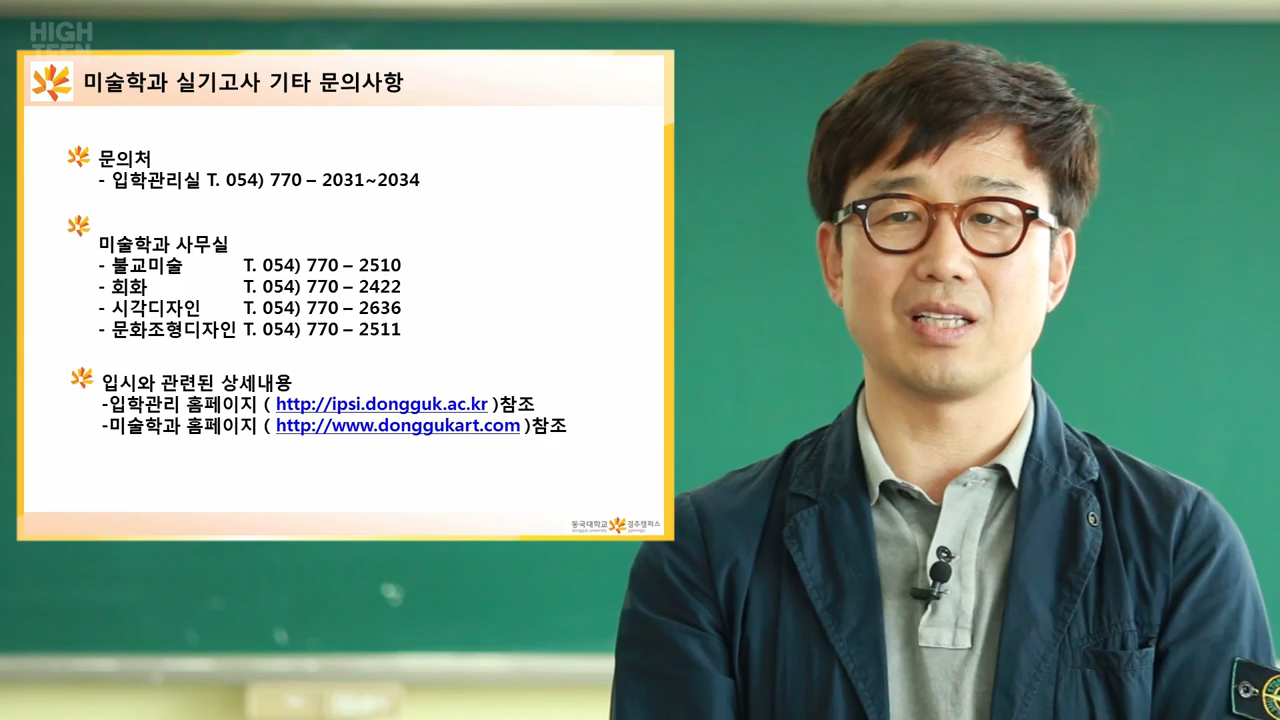 HIGH
TEEN
미술학과 실기고사 기타 문의사항
문의처
- 입학관리실 T. 054) 770 – 2031~2034
미술학과 사무실
- 불교미술 T. 054) 770 – 2510
- 회화 T. 054) 770 – 2422
- 시각디자인 T. 054) 770 – 2636
- 문화조형디자인 T. 054) 770 – 2511
입시와 관련된 상세내용
-입학관리 홈페이지 ( http://ipsi.dongguk.ac.kr )참조
-미술학과 홈페이지 ( http://www.donggukart.com )참조
동국대학교 경주캠퍼스